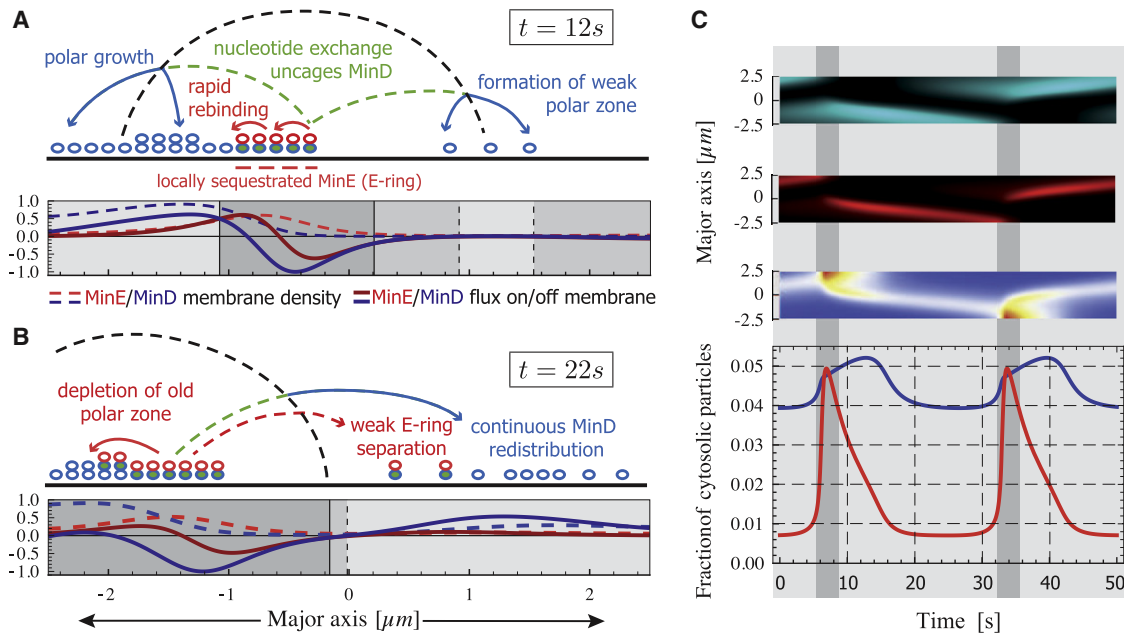 A
t = 12s
polar growth
nucleotide exchange
uncages MinD
rapid
rebinding
formation of weak
polar zone
locally sequestrated MinE (E-ring)
1.0
0.5
0.0
-0.5
-1.0
-2 -1 0 1 2
MinE/MinD membrane density
MinE/MinD flux on/off membrane
B
t = 22s
depletion of old
polar zone
weak E-ring
separation
continuous MinD
redistribution
1.0
0.5
0.0
-0.5
-1.0
-2 -1 0 1 2
Major axis [μm]
C
Major axis [μm]
2.5
0
-2.5
2.5
0
-2.5
2.5
0
-2.5
Fractionof cytosolic particles
0.05
0.04
0.03
0.02
0.01
0.00
0 10 20 30 40 50
Time [s]